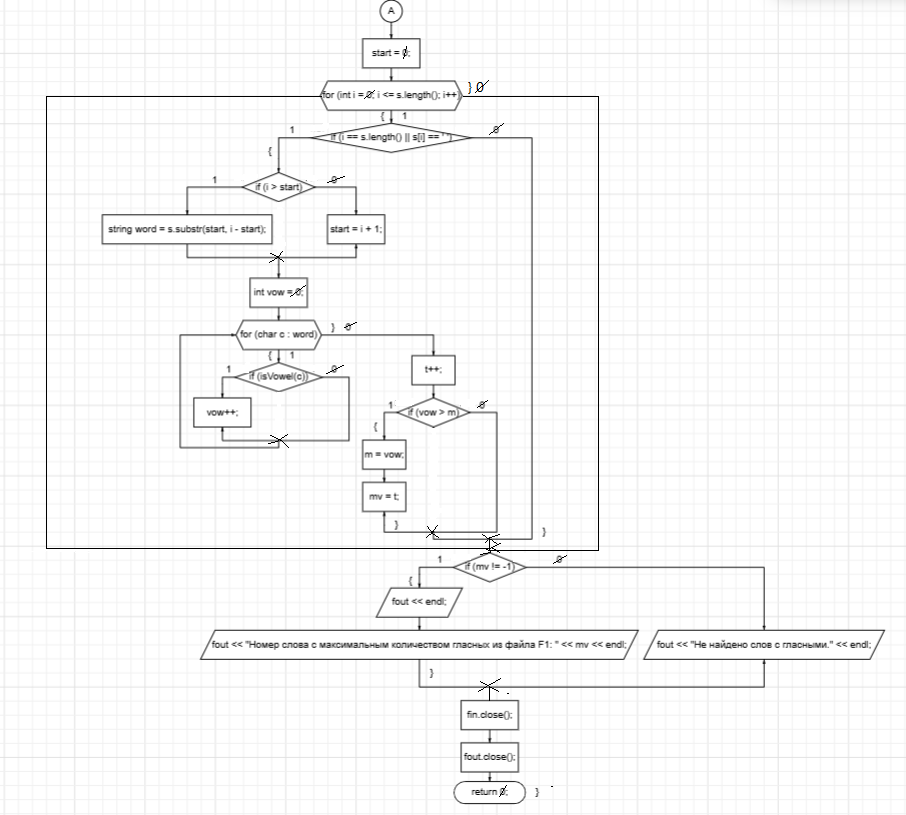 A
start = 0;
for (int i = 0; i <= s.length(); i++)
} 0
{ 1
if (i == s.length() || s[i] == ' ')
1
0
{
if (i > start)
1
0
string word = s.substr(start, i - start);
start = i + 1;
int vow = 0;
for (char c : word)
} 0
{ 1
if (isVowel(c))
1
0
vow++;
t++;
if (vow > m)
1
0
{
m = vow;
mv = t;
}
}
if (mv != -1)
1
0
{
fout << endl;
fout << "Номер слова с максимальным количеством гласных из файла F1: " << mv << endl;
fout << "Не найдено слов с гласными." << endl;
}
fin.close();
fout.close();
return 0;
}